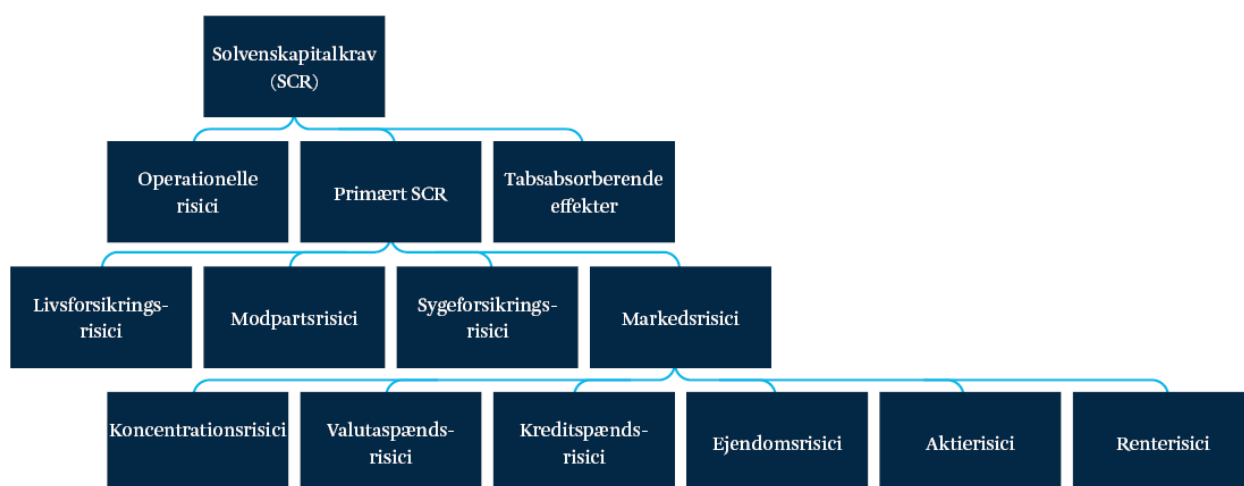 Solvenskapitalkrav
(SCR)
Operationelle
risici
Primært SCR
Tabsabsorberende
effekter
Livsforsikrings-
risici
Modpartsrisici
Sygeforsikrings-
risici
Markedsrisici
Koncentrationsrisici
Valutaspænds-
risici
Kreditspænds-
risici
Ejendomsrisici
Aktierisici
Renterisici